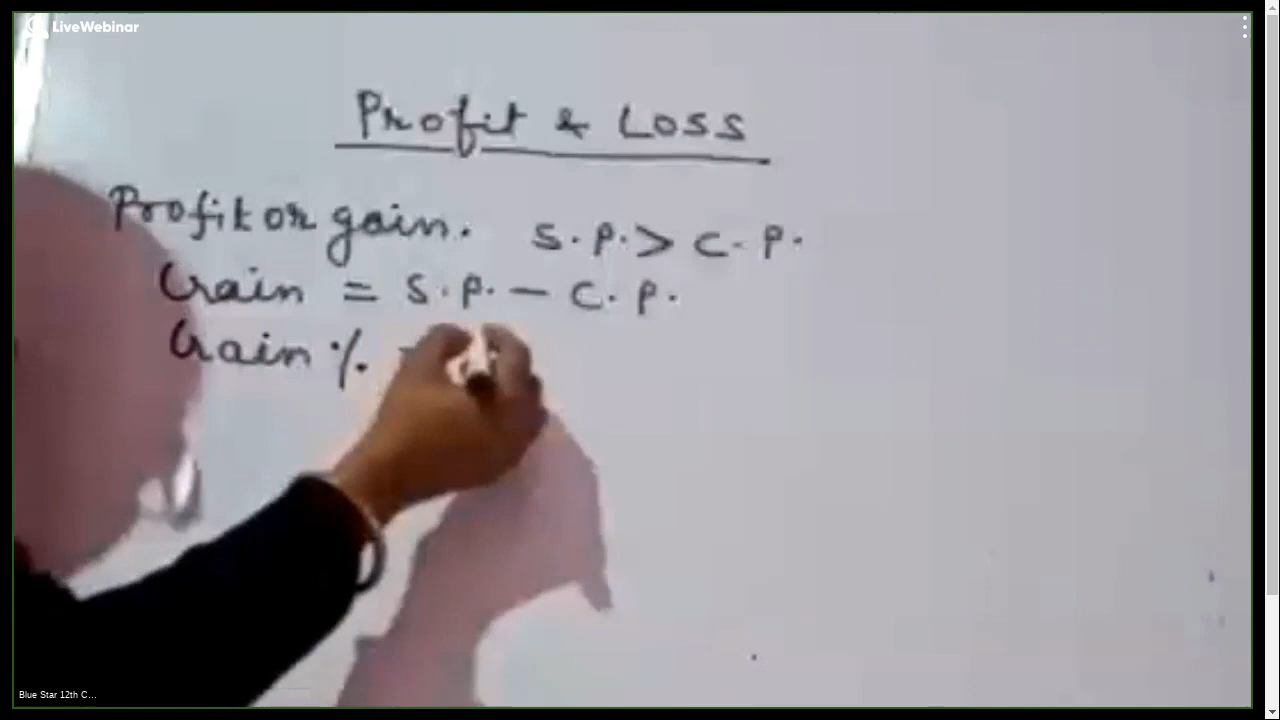 LiveWebinar
Profit & Loss
Profit or gain. S.P. > C.P.
Gain = S.P. - C.P.
Gain %
Blue Star 12th C...